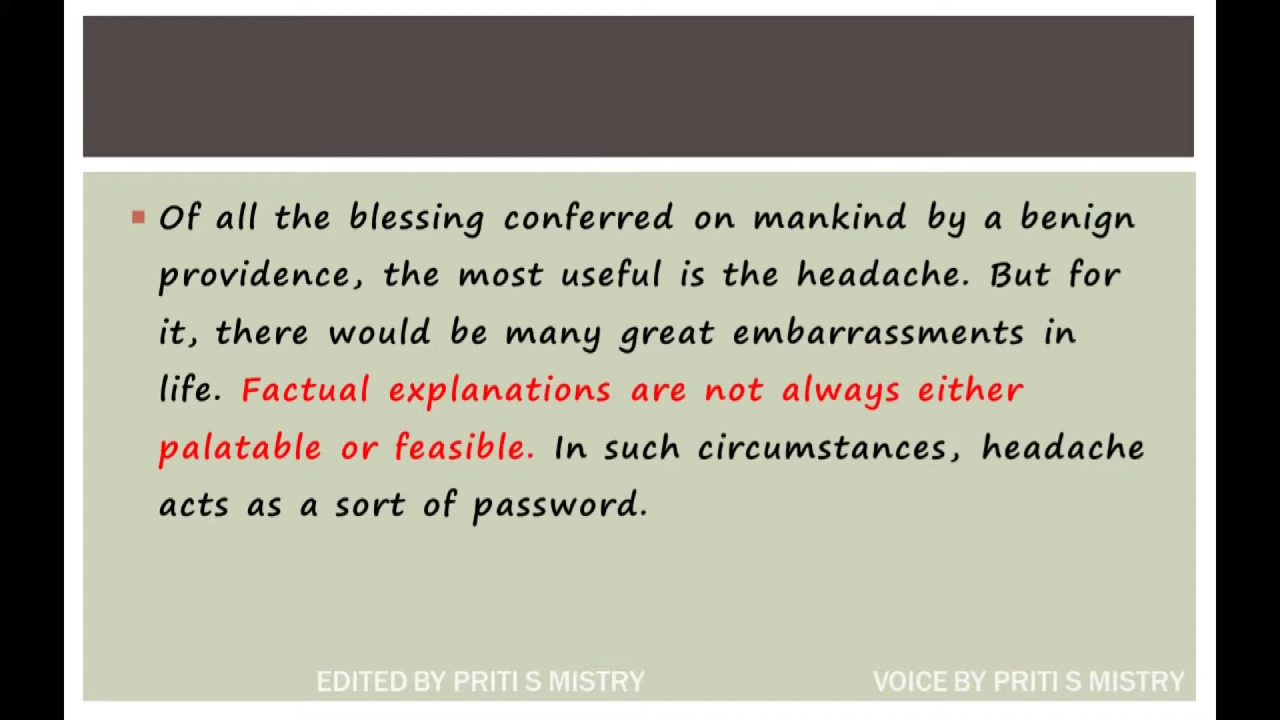 Of all the blessing conferred on mankind by a benign
providence, the most useful is the headache. But for
it, there would be many great embarrassments in
life. Factual explanations are not always either
palatable or feasible. In such circumstances, headache
acts as a sort of password.
EDITED BY PRITI S MISTRY
VOICE BY PRITI S MISTRY